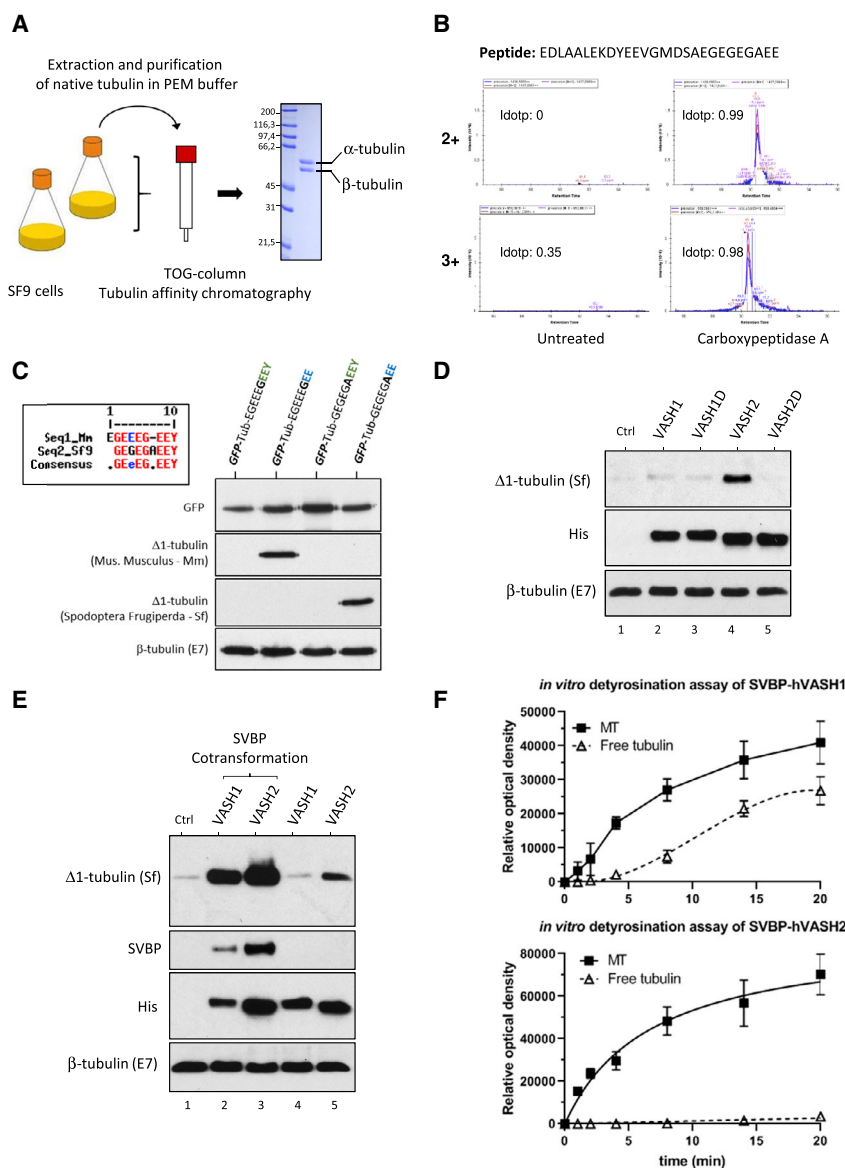 A
Extraction and purification
of native tubulin in PEM buffer
200
116,3
97,4
66,2
45
31
21,5
α-tubulin
β-tubulin
SF9 cells
TOG-column
Tubulin affinity chromatography
B
Peptide: EDLAALEKDYEEVGMDSAEGEGEGAEE
2+
Idotp: 0
Idotp: 0.99
Retention Time
Retention Time
3+
Idotp: 0.35
Idotp: 0.98
Retention Time
Retention Time
Untreated
Carboxypeptidase A
C
1 10
Seq1_Mm EGEEEG-EEY
Seq2_Sf9 GEGEGAEEY
Consensus .GEeEG.EEY
GFP-Tub-EGEEEGEEY
GFP-Tub-EGEEEGEE
GFP-Tub-GEGEGAEEY
GFP-Tub-GEGEGAEE
GFP
Δ1-tubulin
(Mus. Musculus - Mm)
Δ1-tubulin
(Spodoptera Frugiperda - Sf)
β-tubulin (E7)
D
Ctrl
VASH1
VASH1D
VASH2
VASH2D
Δ1-tubulin (Sf)
His
β-tubulin (E7)
1 2 3 4 5
E
SVBP
Cotransformation
Ctrl
VASH1
VASH2
VASH1
VASH2
Δ1-tubulin (Sf)
SVBP
His
β-tubulin (E7)
1 2 3 4 5
F
in vitro detyrosination assay of SVBP-hVASH1
Relative optical density
50000
40000
30000
20000
10000
0
MT
Free tubulin
0 5 10 15 20
in vitro detyrosination assay of SVBP-hVASH2
Relative optical density
80000
60000
40000
20000
0
MT
Free tubulin
0 5 10 15 20
time (min)